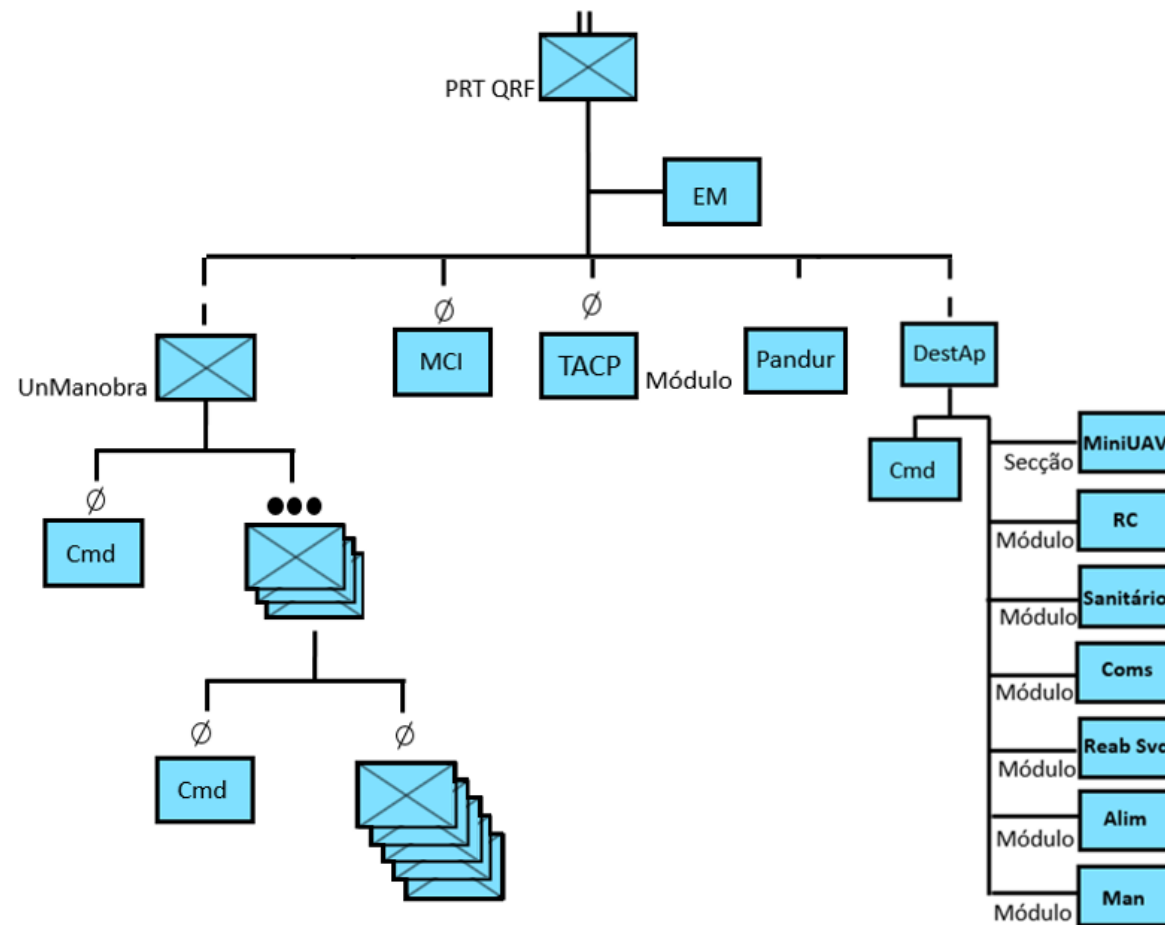 PRT QRF
EM
UnManobra
MCI
TACP
Módulo
Pandur
DestAp
Cmd
Cmd
Secção
MiniUAV
Módulo
RC
Módulo
Sanitário
Módulo
Coms
Módulo
Reab Svc
Módulo
Alim
Módulo
Man
Cmd